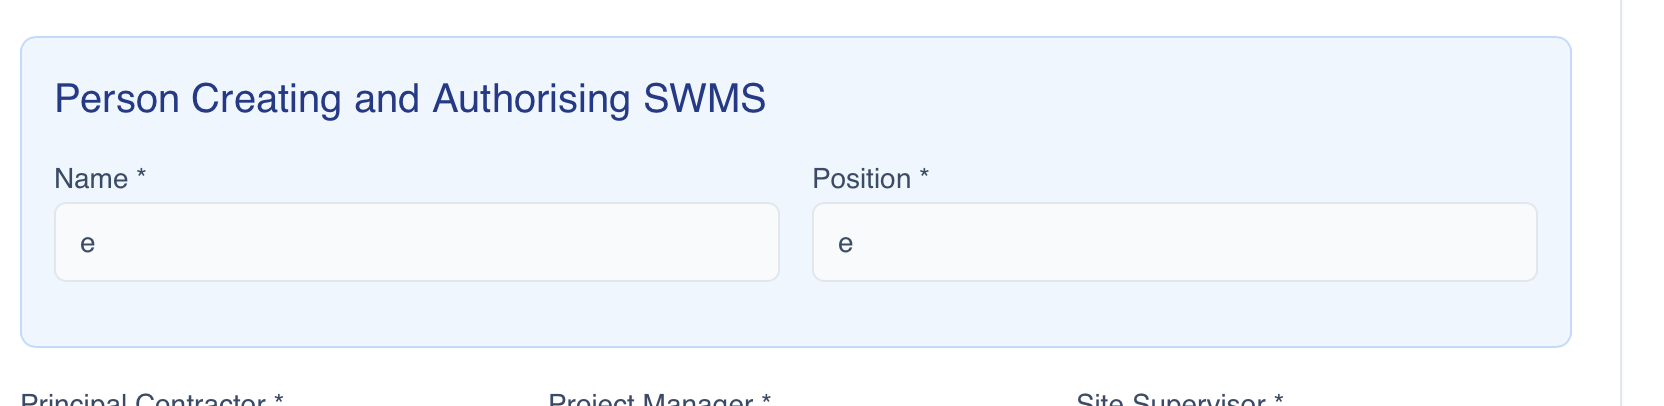 Person Creating and Authorising SWMS
Name * Position *
e e
Principal Contractor * Project Manager * Site Supervisor *